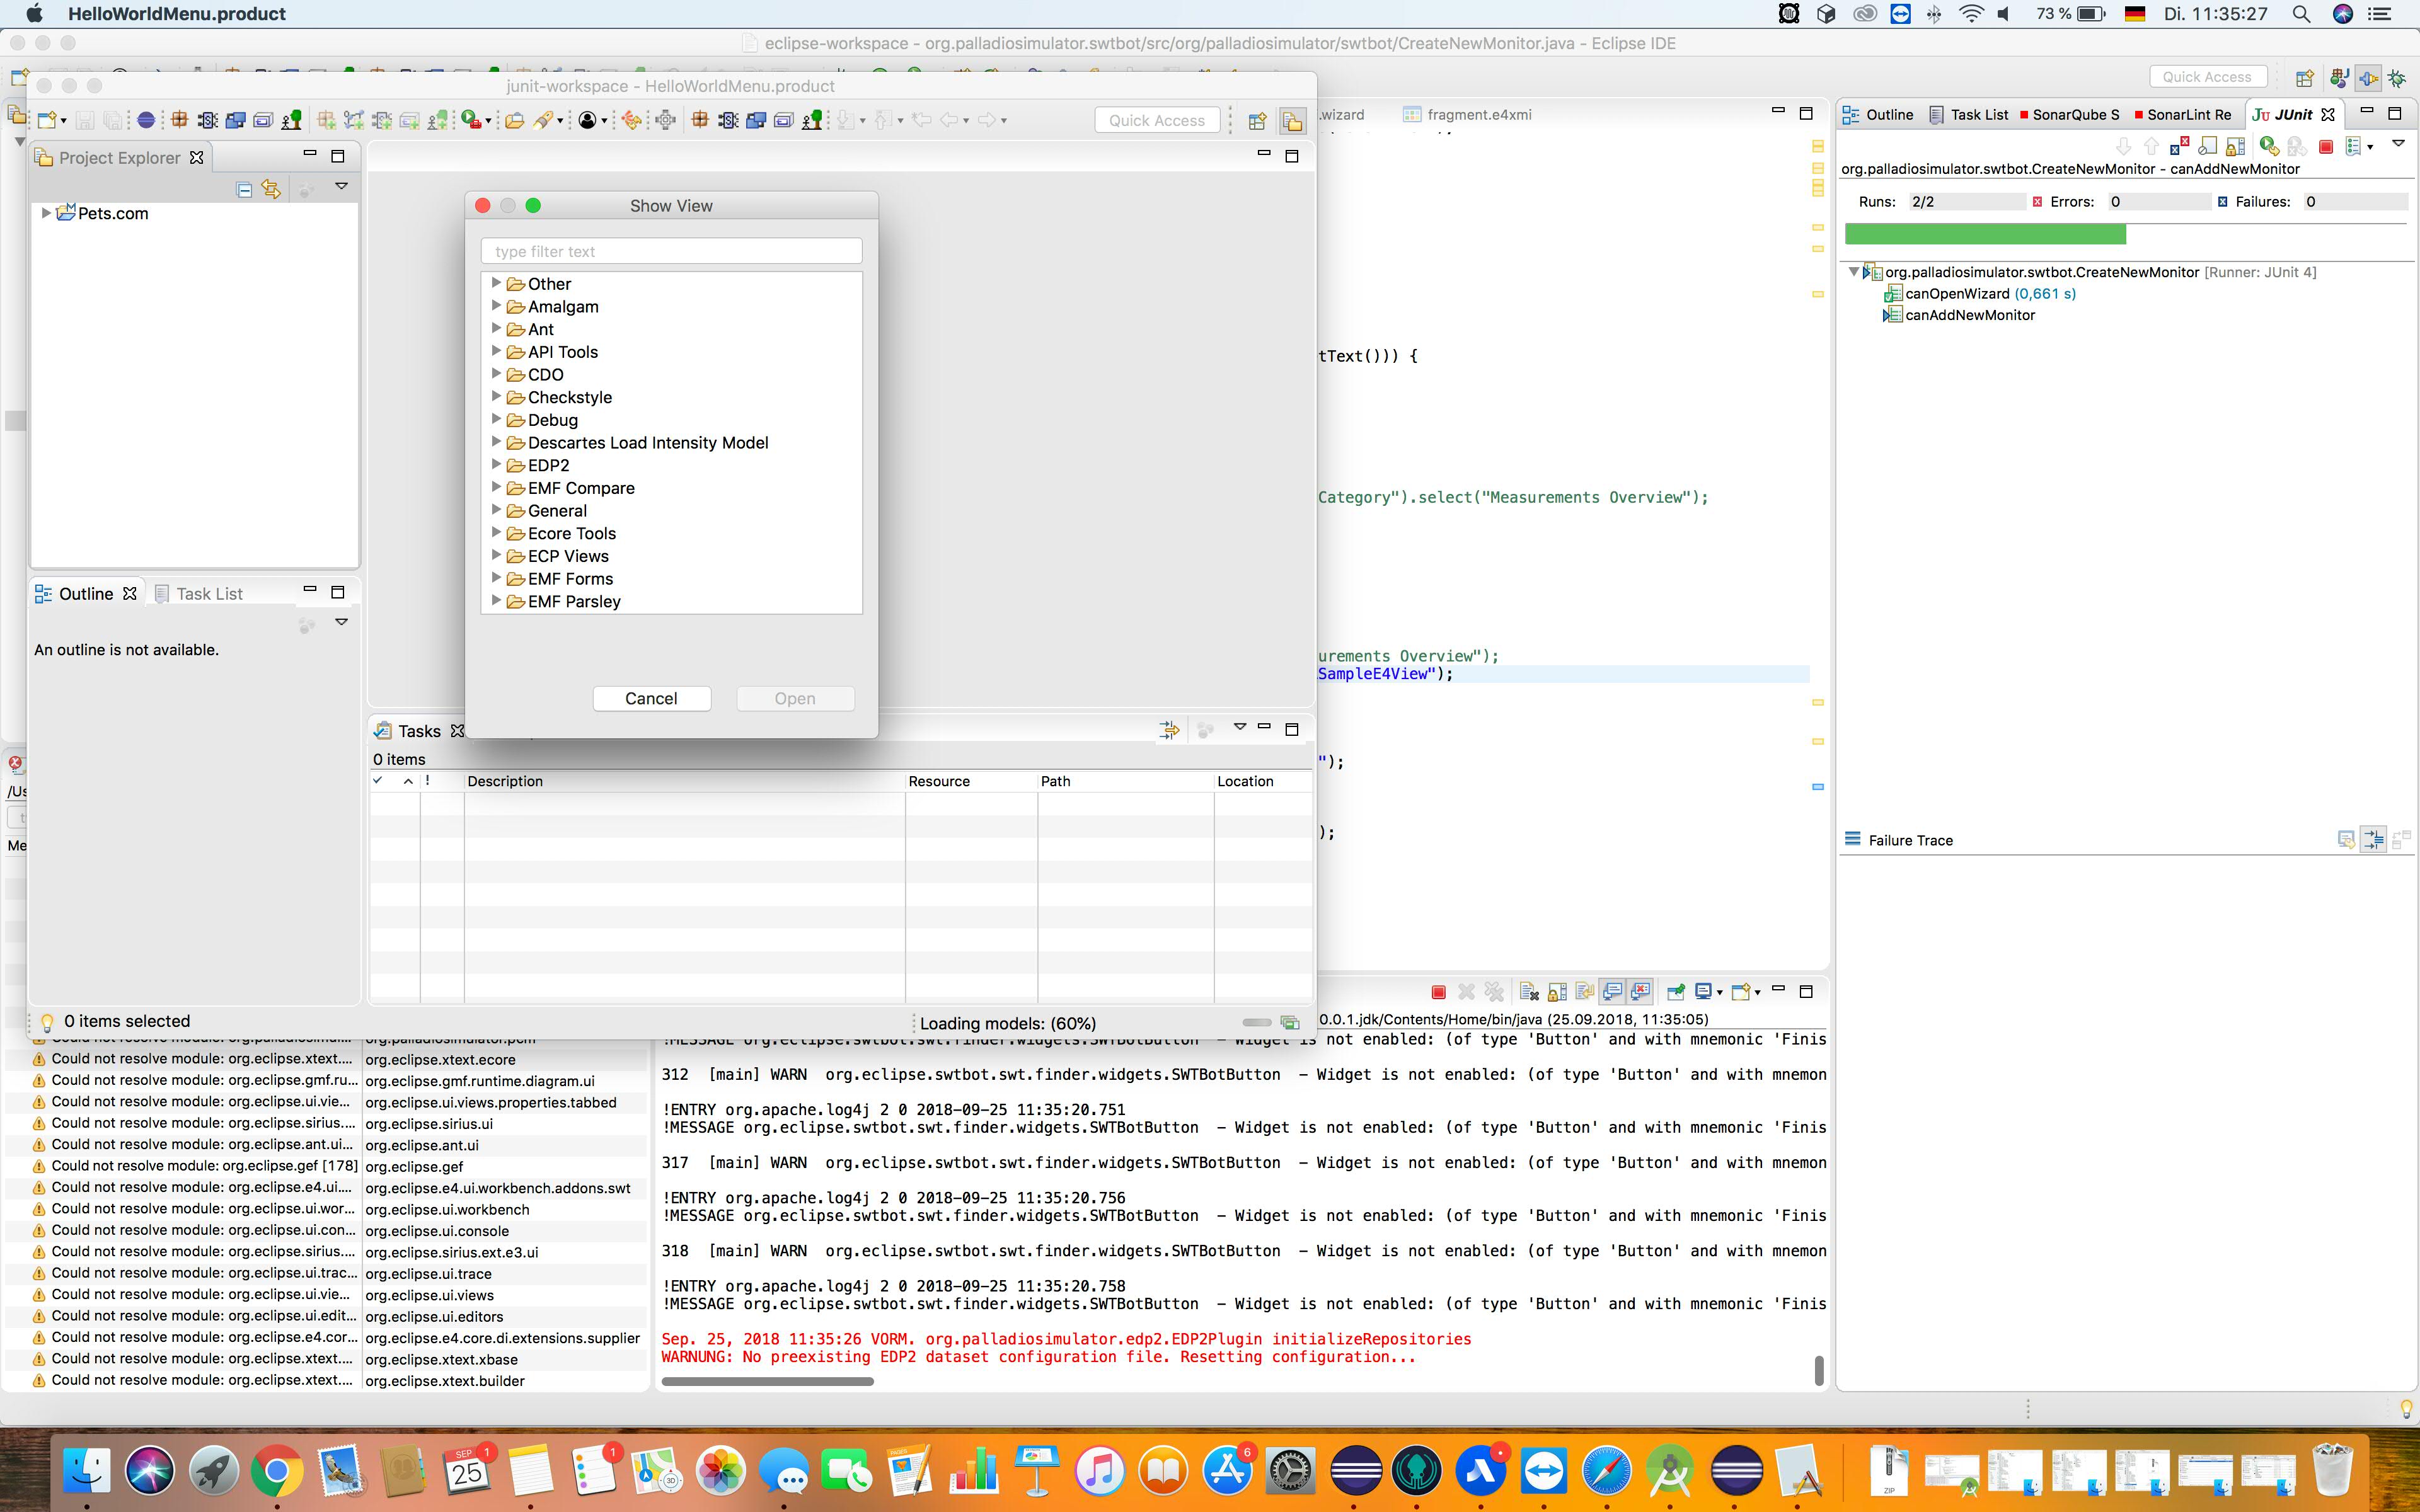 HelloWorldMenu.product
73 %
Di. 11:35:27
eclipse-workspace - org.palladiosimulator.swtbot/src/org/palladiosimulator/swtbot/CreateNewMonitor.java - Eclipse IDE
Quick Access
junit-workspace - HelloWorldMenu.product
Quick Access
Project Explorer
Pets.com
Outline
Task List
An outline is not available.
Show View
type filter text
Other
Amalgam
Ant
API Tools
CDO
Checkstyle
Debug
Descartes Load Intensity Model
EDP2
EMF Compare
General
Ecore Tools
ECP Views
EMF Forms
EMF Parsley
Cancel
Open
Tasks
0 items
! Description Resource Path Location
0 items selected
Loading models: (60%)
.wizard
fragment.e4xmi
tText())) {
Category").select("Measurements Overview");
urements Overview");
SampleE4View");
");
);
Outline
Task List
SonarQube S
SonarLint Re
JUnit
org.palladiosimulator.swtbot.CreateNewMonitor - canAddNewMonitor
Runs: 2/2
Errors: 0
Failures: 0
org.palladiosimulator.swtbot.CreateNewMonitor [Runner: JUnit 4]
canOpenWizard (0,661 s)
canAddNewMonitor
Failure Trace
/Us
Me
Could not resolve module: org.eclipse.xtext.... org.eclipse.xtext.ecore
Could not resolve module: org.eclipse.gmf.ru... org.eclipse.gmf.runtime.diagram.ui
Could not resolve module: org.eclipse.ui.vie... org.eclipse.ui.views.properties.tabbed
Could not resolve module: org.eclipse.sirius.... org.eclipse.sirius.ui
Could not resolve module: org.eclipse.ant.ui... org.eclipse.ant.ui
Could not resolve module: org.eclipse.gef [178] org.eclipse.gef
Could not resolve module: org.eclipse.e4.ui.... org.eclipse.e4.ui.workbench.addons.swt
Could not resolve module: org.eclipse.ui.wor... org.eclipse.ui.workbench
Could not resolve module: org.eclipse.ui.con... org.eclipse.ui.console
Could not resolve module: org.eclipse.sirius.... org.eclipse.sirius.ext.e3.ui
Could not resolve module: org.eclipse.ui.trac... org.eclipse.ui.trace
Could not resolve module: org.eclipse.ui.vie... org.eclipse.ui.views
Could not resolve module: org.eclipse.ui.edit... org.eclipse.ui.editors
Could not resolve module: org.eclipse.e4.cor... org.eclipse.e4.core.di.extensions.supplier
Could not resolve module: org.eclipse.xtext.... org.eclipse.xtext.xbase
Could not resolve module: org.eclipse.xtext.... org.eclipse.xtext.builder
0.0.1.jdk/Contents/Home/bin/java (25.09.2018, 11:35:05)
!MESSAGE org.eclipse.swtbot.swt.finder.widgets.SWTBotButton – Widget is not enabled: (of type 'Button' and with mnemonic 'Finis
312 [main] WARN org.eclipse.swtbot.swt.finder.widgets.SWTBotButton – Widget is not enabled: (of type 'Button' and with mnemon
!ENTRY org.apache.log4j 2 0 2018-09-25 11:35:20.751
!MESSAGE org.eclipse.swtbot.swt.finder.widgets.SWTBotButton – Widget is not enabled: (of type 'Button' and with mnemonic 'Finis
317 [main] WARN org.eclipse.swtbot.swt.finder.widgets.SWTBotButton – Widget is not enabled: (of type 'Button' and with mnemon
!ENTRY org.apache.log4j 2 0 2018-09-25 11:35:20.756
!MESSAGE org.eclipse.swtbot.swt.finder.widgets.SWTBotButton – Widget is not enabled: (of type 'Button' and with mnemonic 'Finis
318 [main] WARN org.eclipse.swtbot.swt.finder.widgets.SWTBotButton – Widget is not enabled: (of type 'Button' and with mnemon
!ENTRY org.apache.log4j 2 0 2018-09-25 11:35:20.758
!MESSAGE org.eclipse.swtbot.swt.finder.widgets.SWTBotButton – Widget is not enabled: (of type 'Button' and with mnemonic 'Finis
Sep. 25, 2018 11:35:26 VORM. org.palladiosimulator.edp2.EDP2Plugin initializeRepositories
WARNUNG: No preexisting EDP2 dataset configuration file. Resetting configuration...
SEP
25
1
1
3D
PAGES
6
ZIP